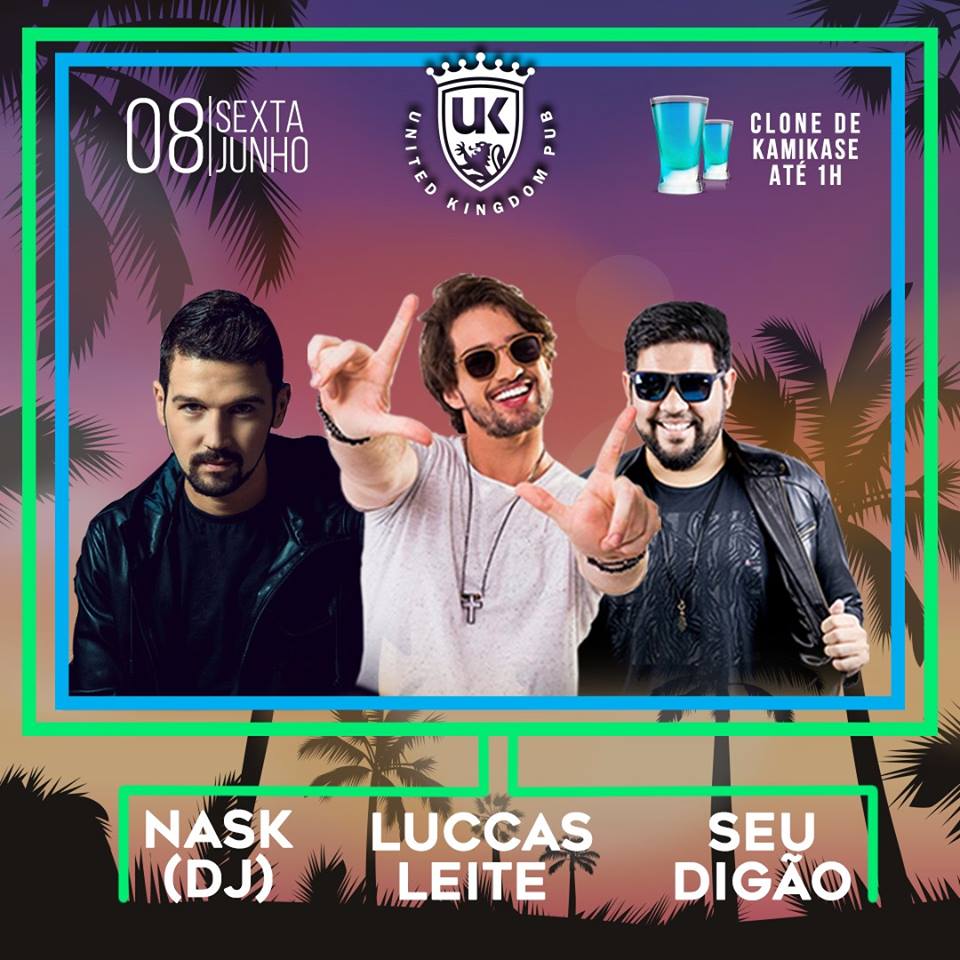 08
SEXTA
JUNHO
UK
UNITED KINGDOM PUB
CLONE DE
KAMIKASE
ATÉ 1H
NASK
(DJ)
LUCCAS
LEITE
SEU
DIGÃO